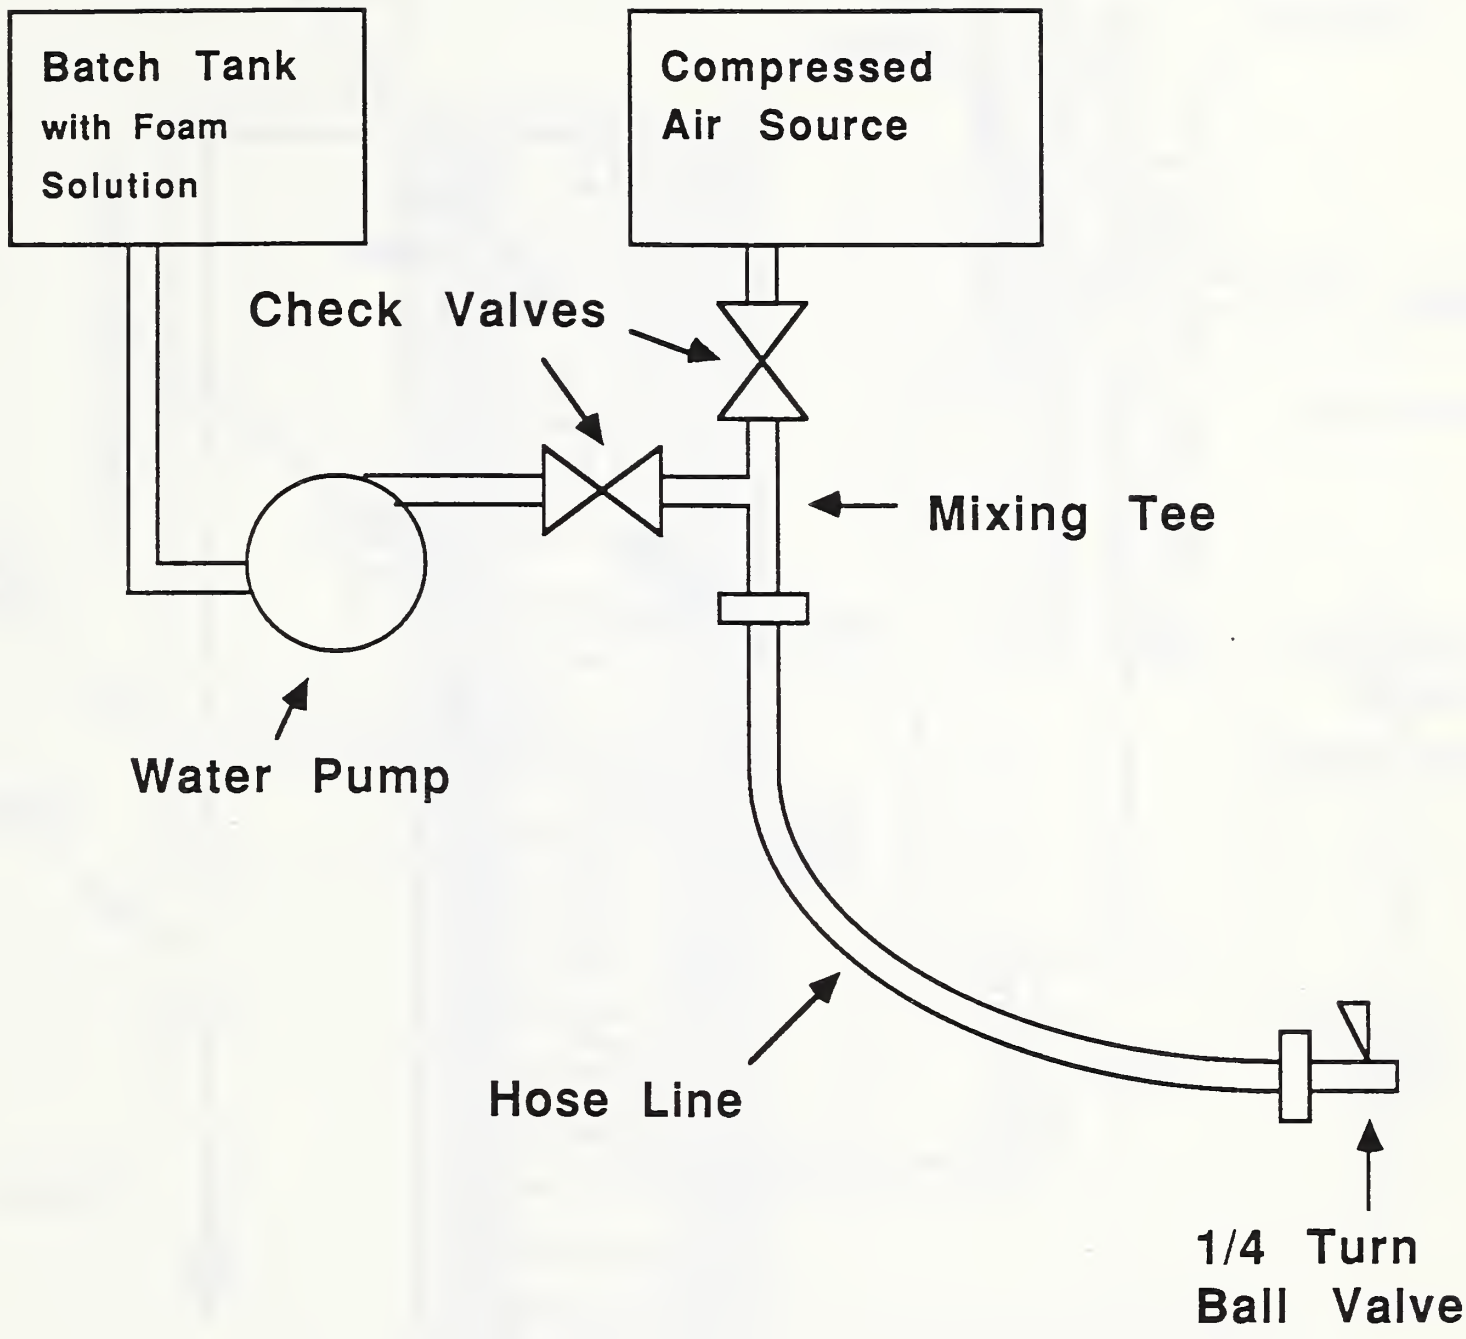 Batch Tank
with Foam
Solution
Compressed
Air Source
Check Valves
Mixing Tee
Water Pump
Hose Line
1/4 Turn
Ball Valve